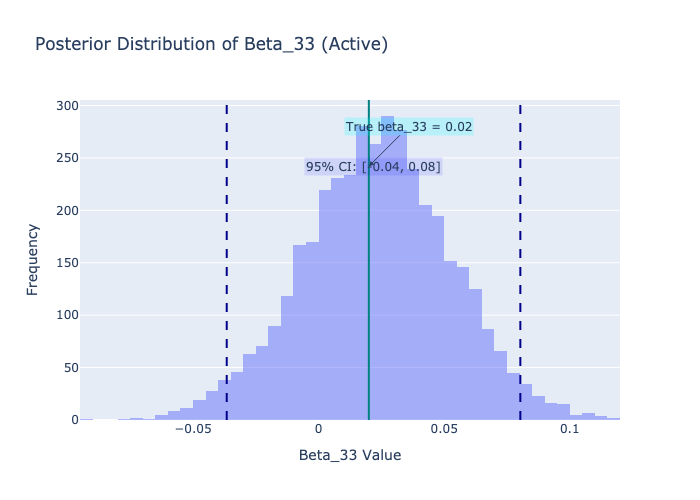 Posterior Distribution of Beta_33 (Active)
300
250
200
150
100
50
0
Frequency
True beta_33 = 0.02
95% CI: [-0.04, 0.08]
−0.05
0
0.05
0.1
Beta_33 Value